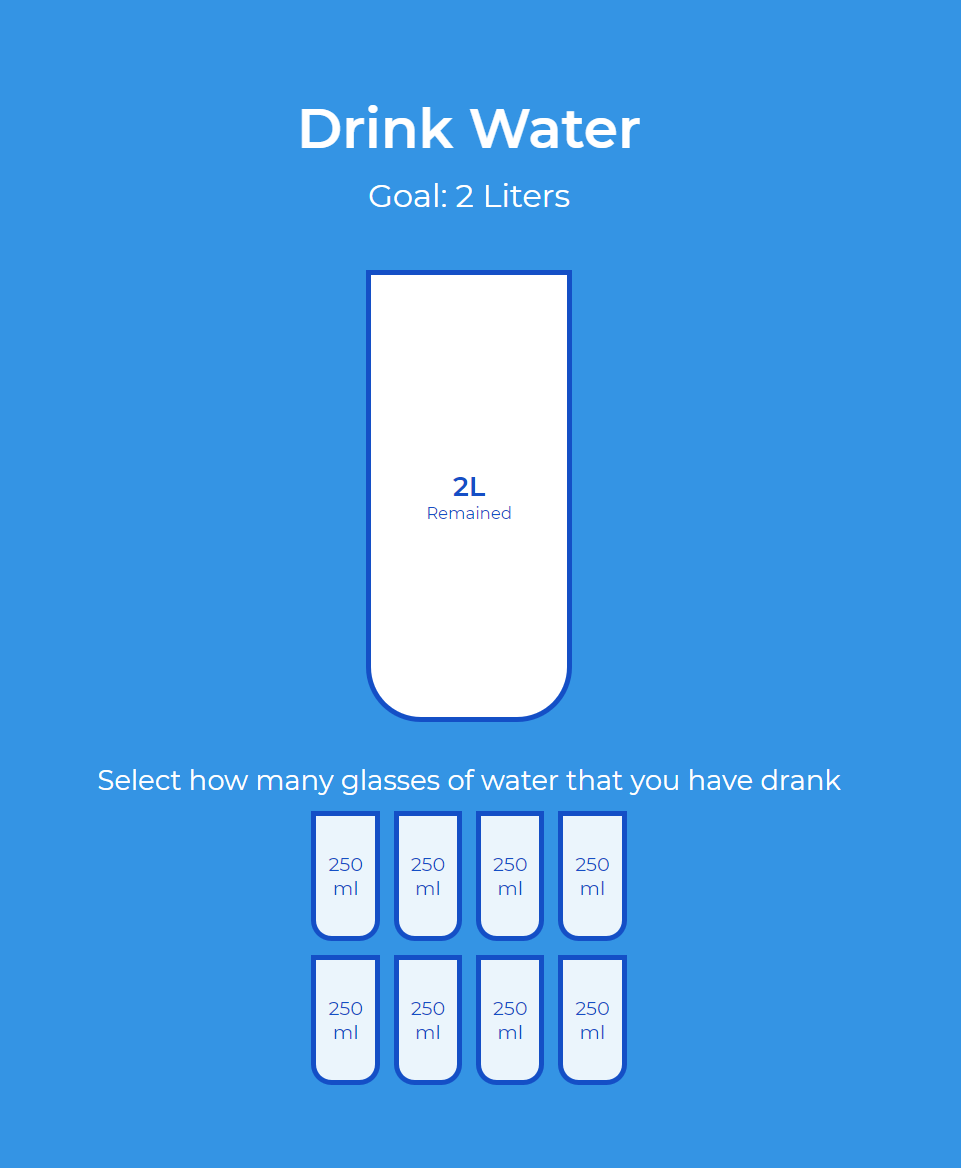 Drink Water
Goal: 2 Liters
2L
Remained
Select how many glasses of water that you have drank
250 250 250 250
ml ml ml ml
250 250 250 250
ml ml ml ml